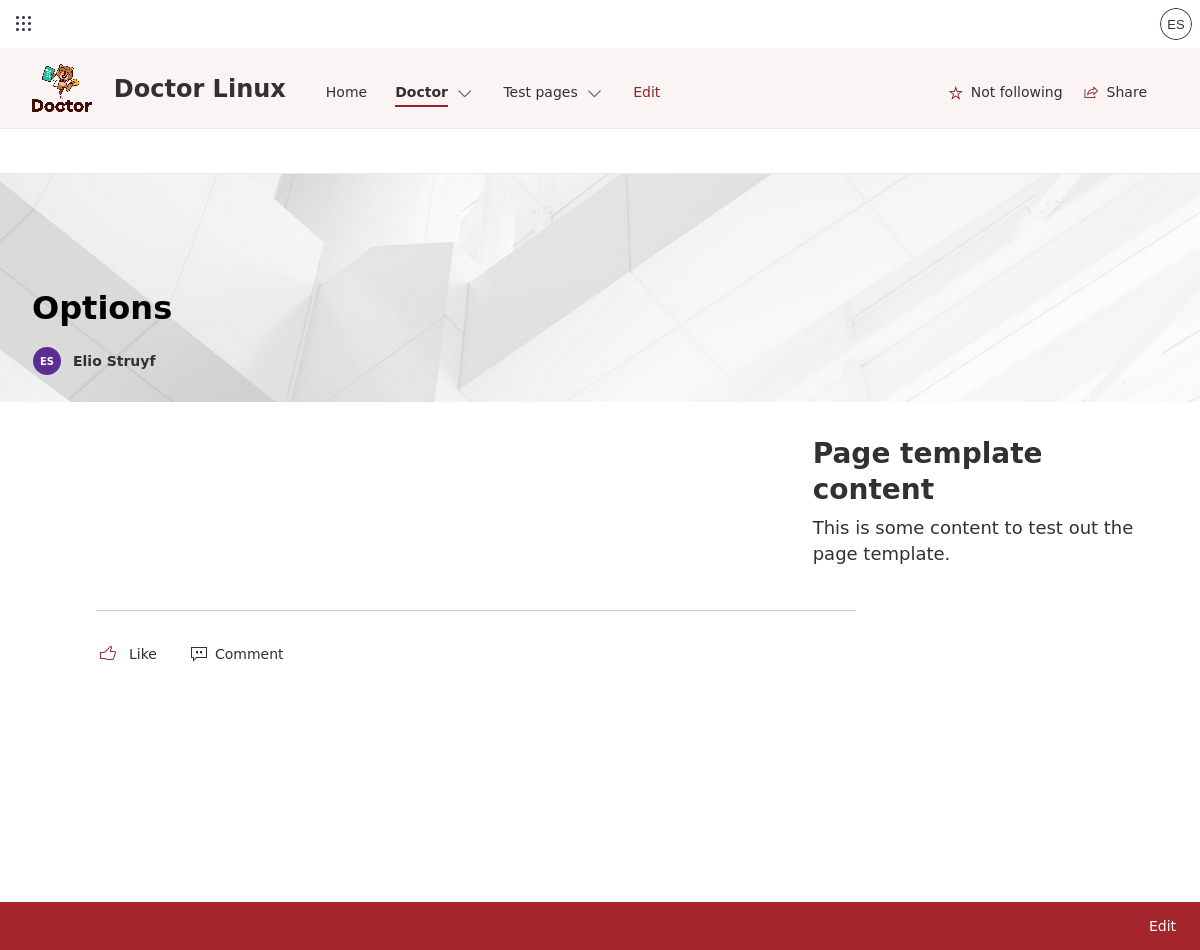 ES
Doctor
Doctor Linux
Home
Doctor
Test pages
Edit
Not following
Share
Options
ES
Elio Struyf
Page template
content
This is some content to test out the
page template.
Like
Comment
Edit